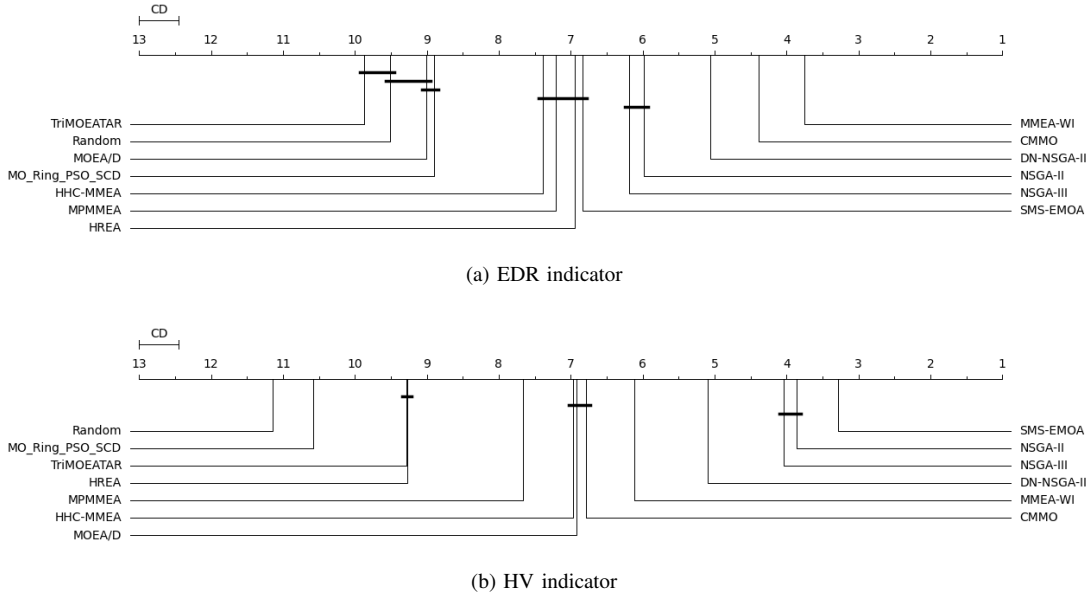 CD
13 12 11 10 9 8 7 6 5 4 3 2 1
TriMOEATAR MMEA-WI
Random CMMO
MOEA/D DN-NSGA-II
MO_Ring_PSO_SCD NSGA-II
HHC-MMEA NSGA-III
MPMMEA SMS-EMOA
HREA
(a) EDR indicator
CD
13 12 11 10 9 8 7 6 5 4 3 2 1
Random SMS-EMOA
MO_Ring_PSO_SCD NSGA-II
TriMOEATAR NSGA-III
HREA DN-NSGA-II
MPMMEA MMEA-WI
HHC-MMEA CMMO
MOEA/D
(b) HV indicator